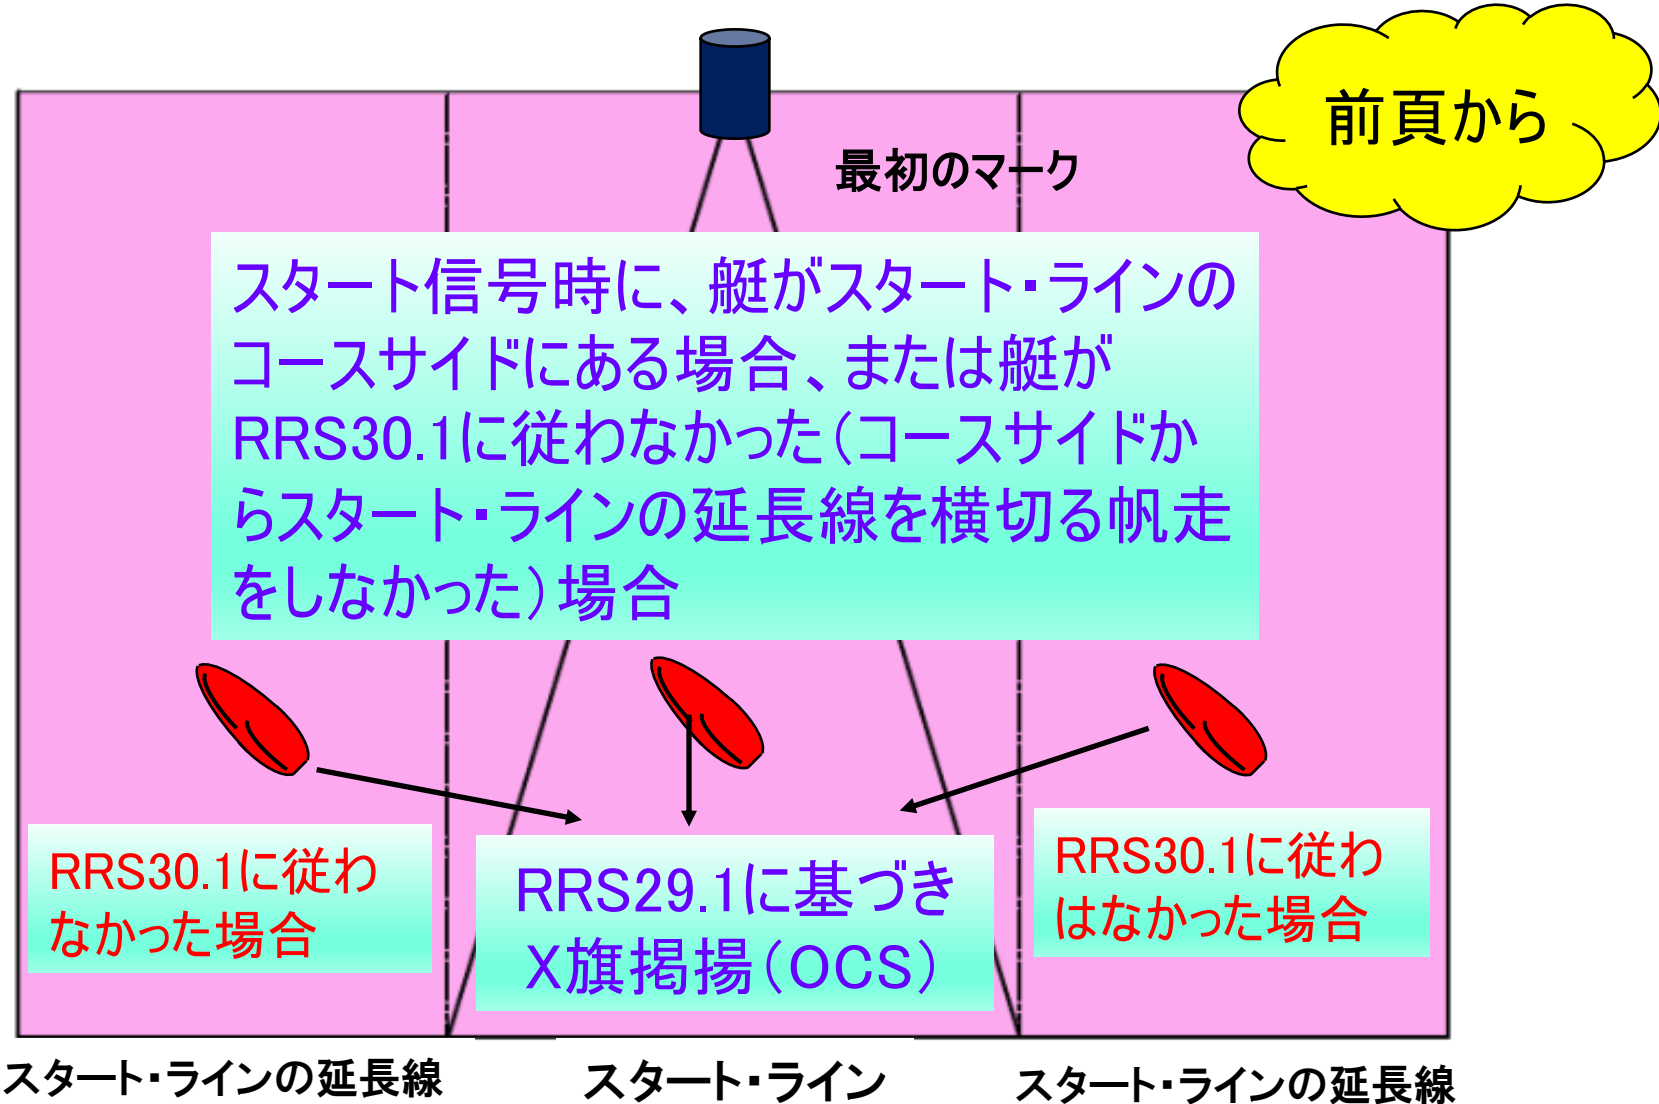 前頁から
最初のマーク
スタート信号時に、艇がスタート・ラインの
コースサイドにある場合、または艇が
RRS30.1に従わなかった（コースサイドか
らスタート・ラインの延長線を横切る帆走
をしなかった）場合
RRS30.1に従わ
なかった場合
RRS29.1に基づき
X旗掲揚（OCS）
RRS30.1に従わ
はなかった場合
スタート・ラインの延長線
スタート・ライン
スタート・ラインの延長線